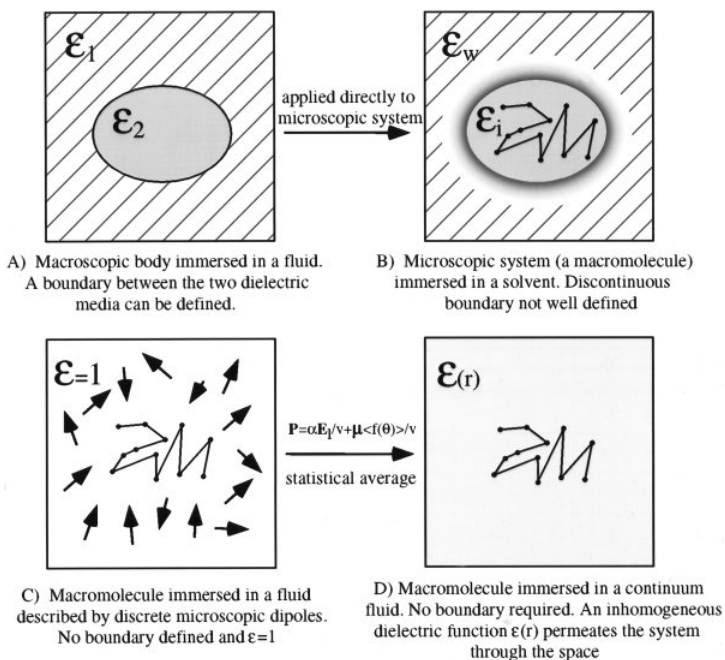 ε1
ε2
applied directly to
microscopic system
εw
εi
A) Macroscopic body immersed in a fluid.
A boundary between the two dielectric
media can be defined.
B) Microscopic system (a macromolecule)
immersed in a solvent. Discontinuous
boundary not well defined
ε=1
P=αEl/v+μ<f(θ)>/v
statistical average
ε(r)
C) Macromolecule immersed in a fluid
described by discrete microscopic dipoles.
No boundary defined and ε=1
D) Macromolecule immersed in a continuum
fluid. No boundary required. An inhomogeneous
dielectric function ε(r) permeates the system
through the space